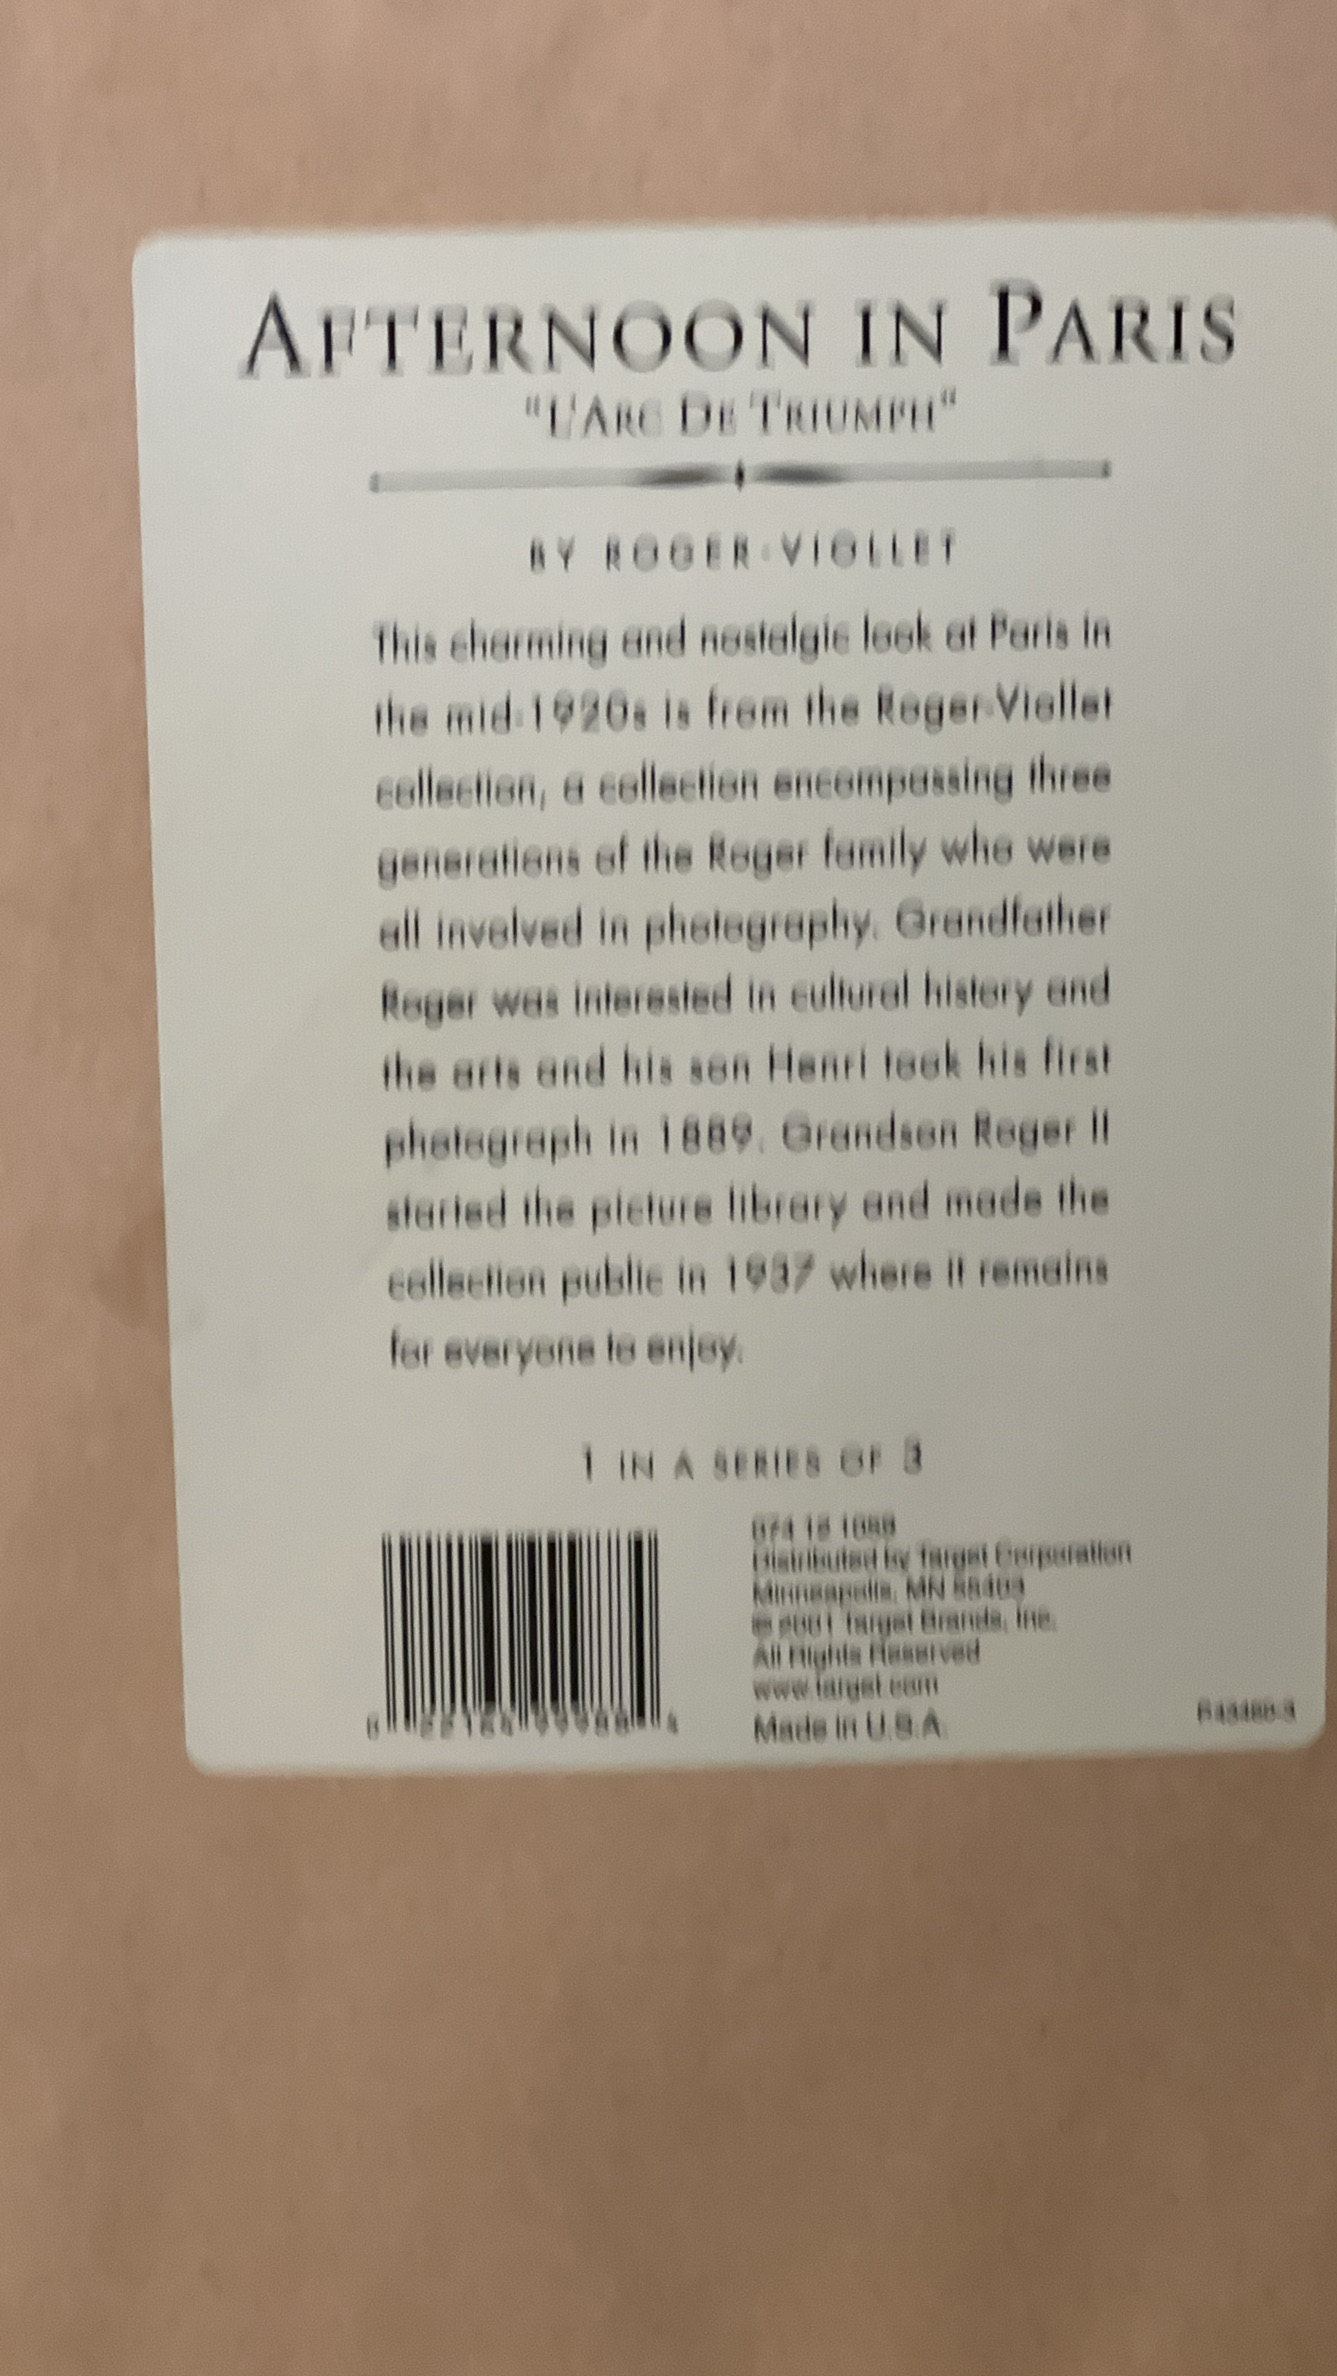 AFTERNOON IN PARIS
"L'ARC DE TRIUMPH"
BY ROGER-VIOLLET
This charming and nostalgic look at Paris in
the mid-1920s is from the Roger-Viollet
collection, a collection encompassing three
generations of the Roger family who were
all involved in photography. Grandfather
Roger was interested in cultural history and
the arts and his son Henri took his first
photograph in 1889. Grandson Roger II
started the picture library and made the
collection public in 1937 where it remains
for everyone to enjoy.
1 IN A SERIES OF 3
Distributed by Target Corporation
Minneapolis, MN 55403
© 2001 Target Brands, Inc.
All Rights Reserved
www.target.com
Made in U.S.A.